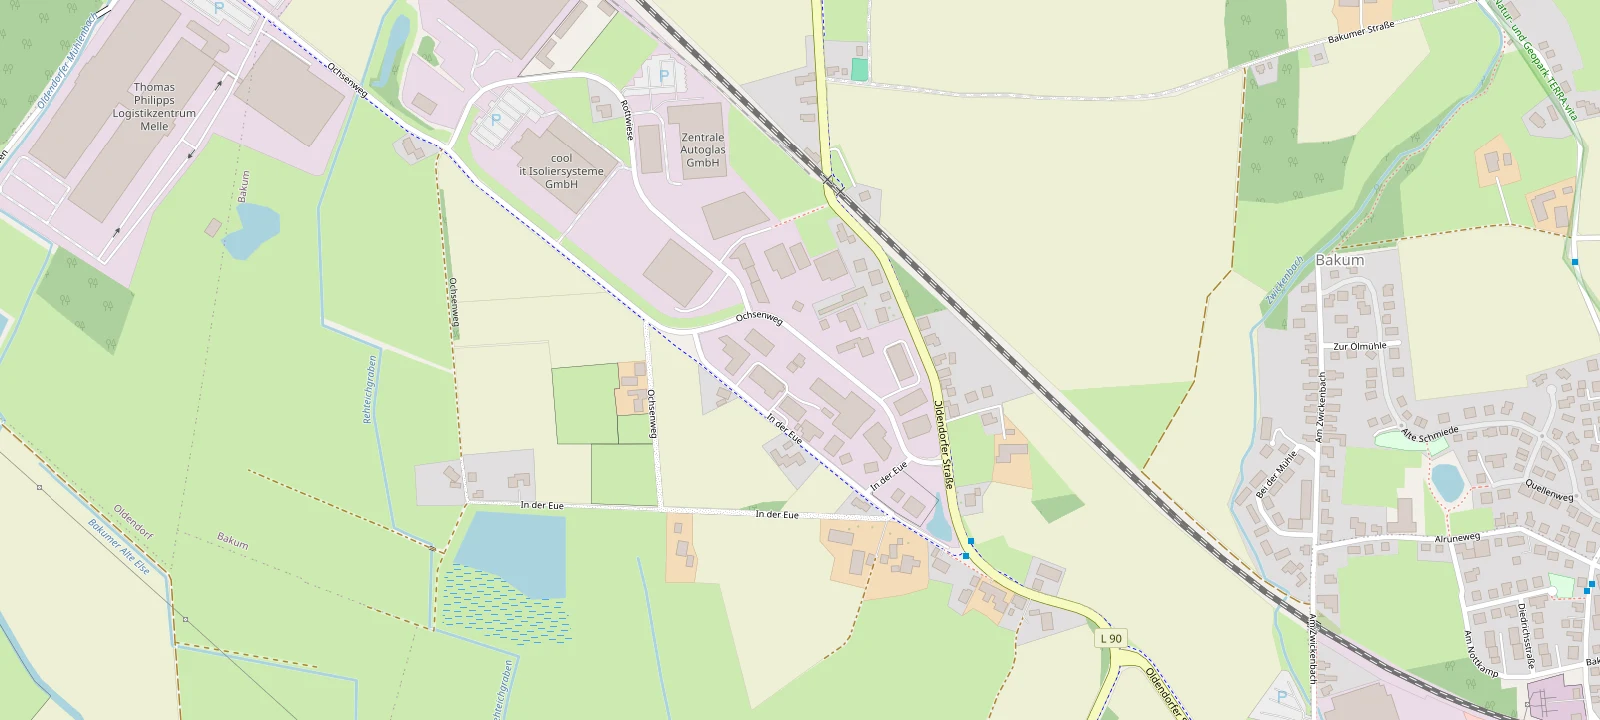 P
Oldendorfer Mühlenbach
Thomas
Philipps
Logistikzentrum
Melle
Ochsenweg
Bakum
P
cool
it Isoliersysteme
GmbH
Rottwiese
P
Zentrale
Autoglas
GmbH
Bakumer Straße
Natur- und Geopark TERRA.vita
Ochsenweg
Ochsenweg
Rehteichgraben
Ochsenweg
In der Eue
In der Eue
In der Eue
In der Eue
Oldendorfer Straße
Zwickenbach
Bakum
Zur Ölmühle
Am Zwickenbach
Alte Schmiede
Bei der Mühle
Quellenweg
Alruneweg
Oldendorf
Bakum
Bakumer Alte Else
Rehteichgraben
L 90
Am Zwickenbach
Am Nottkamp
Diedrichsstraße
P